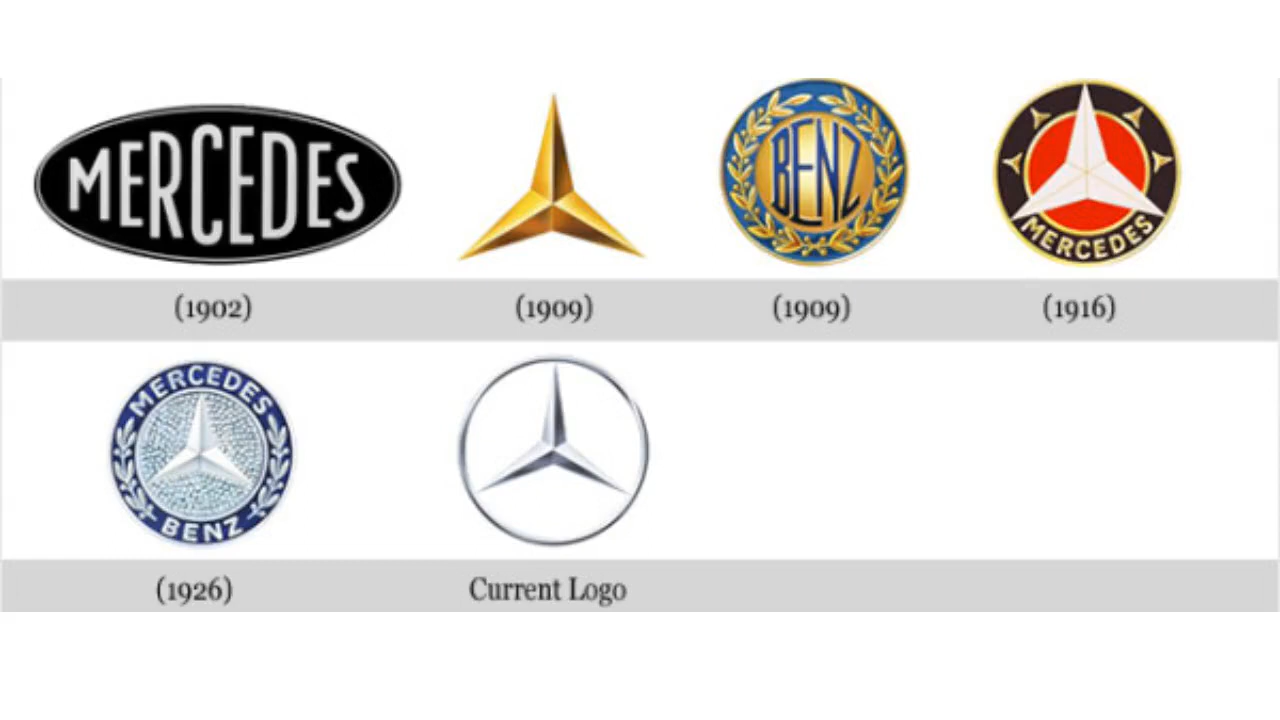 MERCEDES
BENZ
MERCEDES
(1902)
(1909)
(1909)
(1916)
MERCEDES
BENZ
(1926)
Current Logo